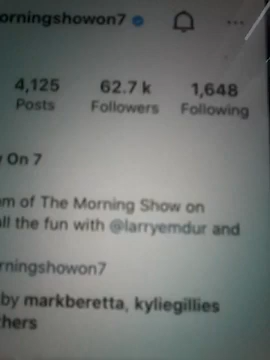 orningshowon7
4,125 62.7 k 1,648
Posts Followers Following
On 7
m of The Morning Show on
all the fun with @larryemdur and
rningshowon7
by markberetta, kyliegillies
hers